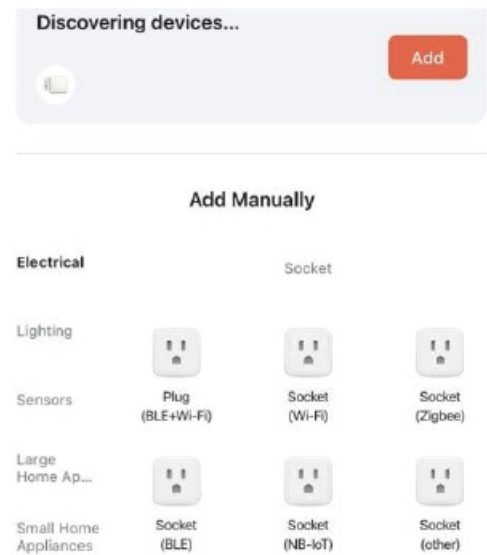 Discovering devices...
Add
Add Manually
Electrical
Socket
Lighting
Sensors
Large
Home Ap...
Small Home
Appliances
Plug
(BLE+Wi-Fi)
Socket
(Wi-Fi)
Socket
(Zigbee)
Socket
(BLE)
Socket
(NB-IoT)
Socket
(other)